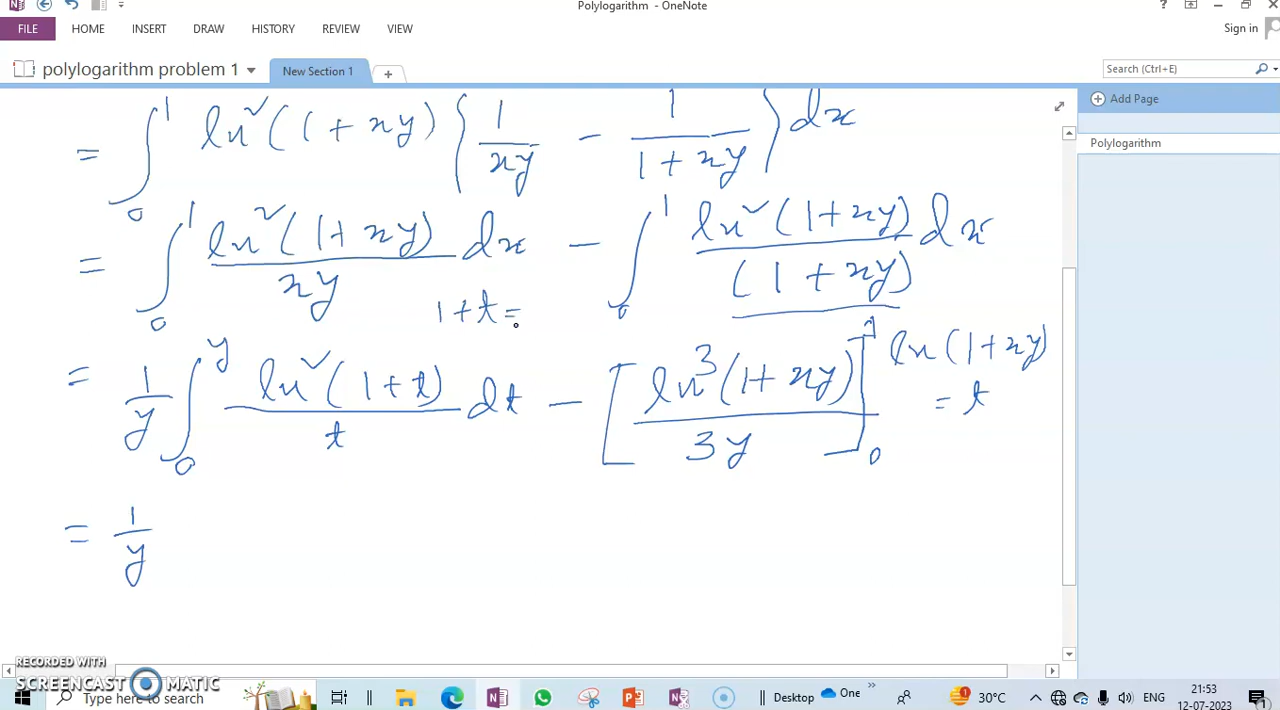 Polylogarithm - OneNote
FILE HOME INSERT DRAW HISTORY REVIEW VIEW
Sign in
polylogarithm problem 1 New Section 1
Search (Ctrl+E)
Add Page
Polylogarithm
= ∫₀¹ ln²(1 + xy) { 1/xy − 1/(1 + xy) } dx
= ∫₀¹ ln²(1 + xy)/xy dx − ∫₀¹ ln²(1+xy)/(1 + xy) dx
1+t =
= 1/y ∫₀^y ln²(1+t)/t dt − [ ln³(1+xy)/3y ]₀¹
ln(1+xy)
= t
= 1/y
RECORDED WITH
SCREENCAST MATIC
Type here to search
Desktop
One
30°C
ENG
21:53
12-07-2023